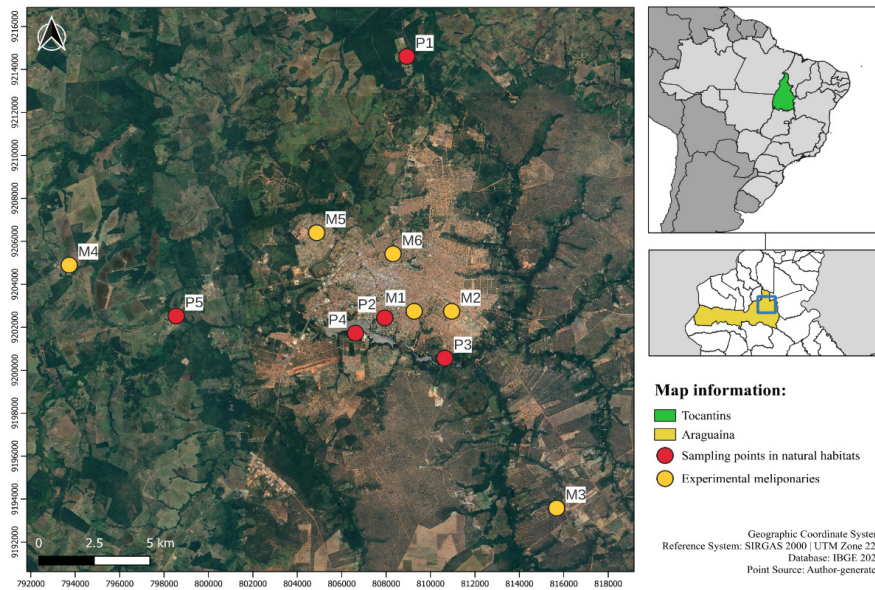 9216000
9214000
9212000
9210000
9208000
9206000
9204000
9202000
9200000
9198000
9196000
9194000
9192000
P1
M5
M6
M4
P5
P2
M1
M2
P4
P3
M3
0 2.5 5 km
792000 794000 796000 798000 800000 802000 804000 806000 808000 810000 812000 814000 816000 818000
Map information:
Tocantins
Araguaína
Sampling points in natural habitats
Experimental meliponaries
Geographic Coordinate System
Reference System: SIRGAS 2000 | UTM Zone 22
Database: IBGE 202
Point Source: Author-generate